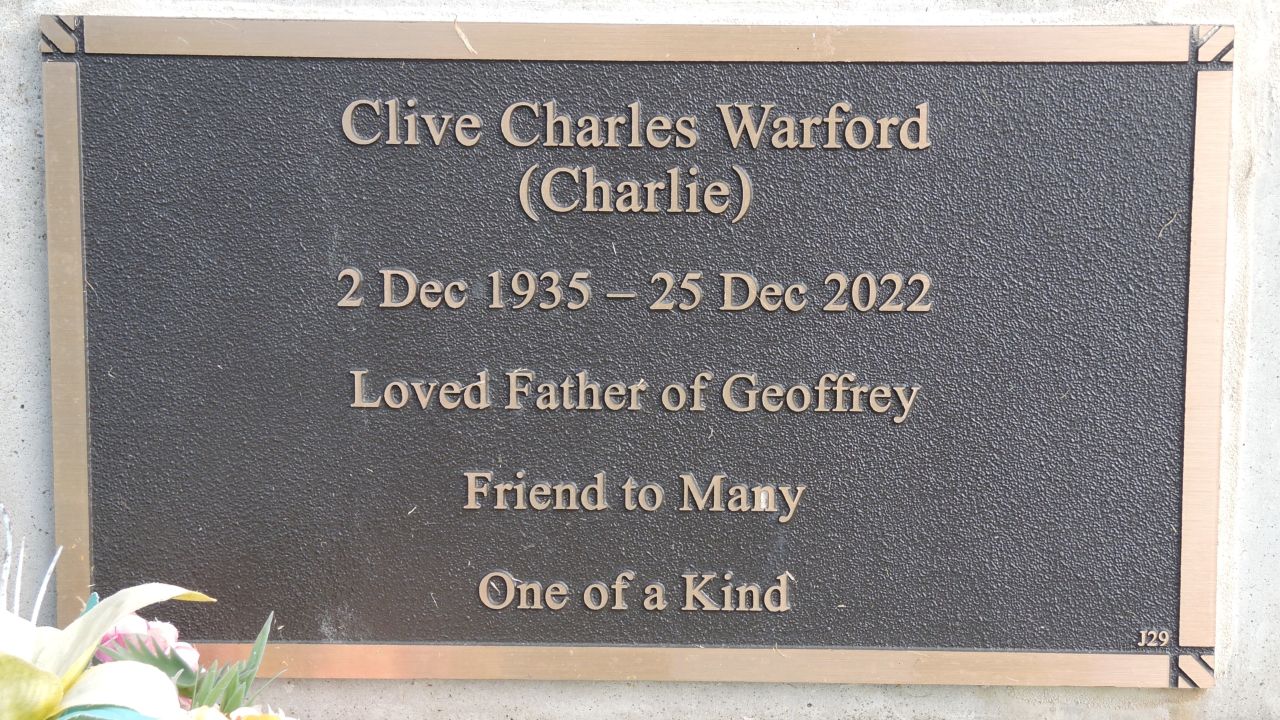 Clive Charles Warford
(Charlie)
2 Dec 1935 – 25 Dec 2022
Loved Father of Geoffrey
Friend to Many
One of a Kind
J29